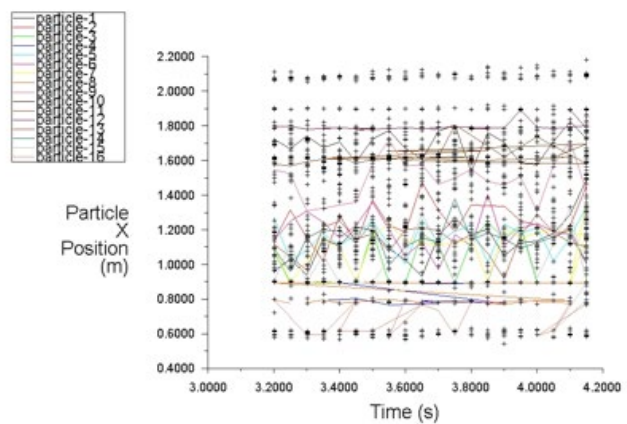 particle-1
particle-2
particle-3
particle-4
particle-5
particle-6
particle-7
particle-8
particle-9
particle-10
particle-11
particle-12
particle-13
particle-14
particle-15
particle-16
2.2000
2.0000
1.8000
1.6000
1.4000
1.2000
1.0000
0.8000
0.6000
0.4000
Particle
X
Position
(m)
3.0000 3.2000 3.4000 3.6000 3.8000 4.0000 4.2000
Time (s)